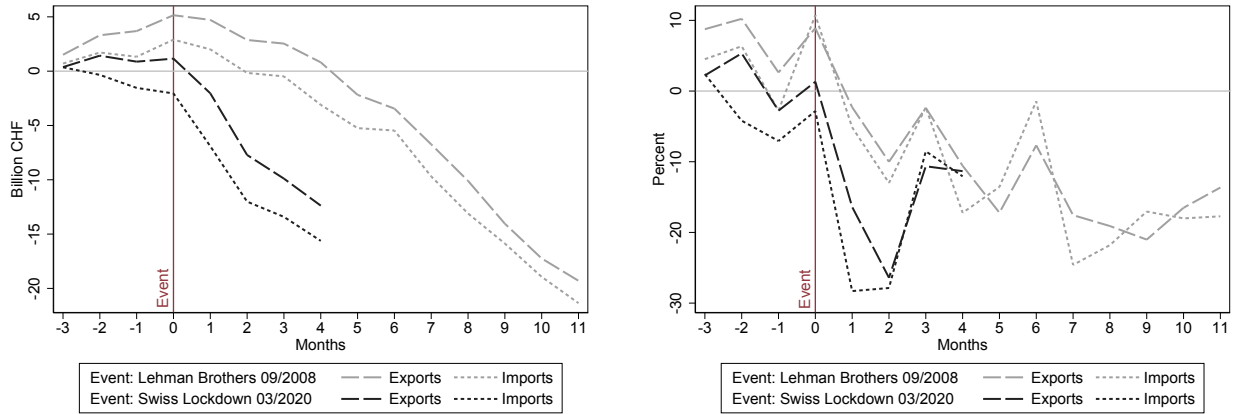 5
0
-5
-10
-15
-20
Billion CHF
Event
-3 -2 -1 0 1 2 3 4 5 6 7 8 9 10 11
Months
Event: Lehman Brothers 09/2008 Exports Imports
Event: Swiss Lockdown 03/2020 Exports Imports
10
0
-10
-20
-30
Percent
Event
-3 -2 -1 0 1 2 3 4 5 6 7 8 9 10 11
Months
Event: Lehman Brothers 09/2008 Exports Imports
Event: Swiss Lockdown 03/2020 Exports Imports